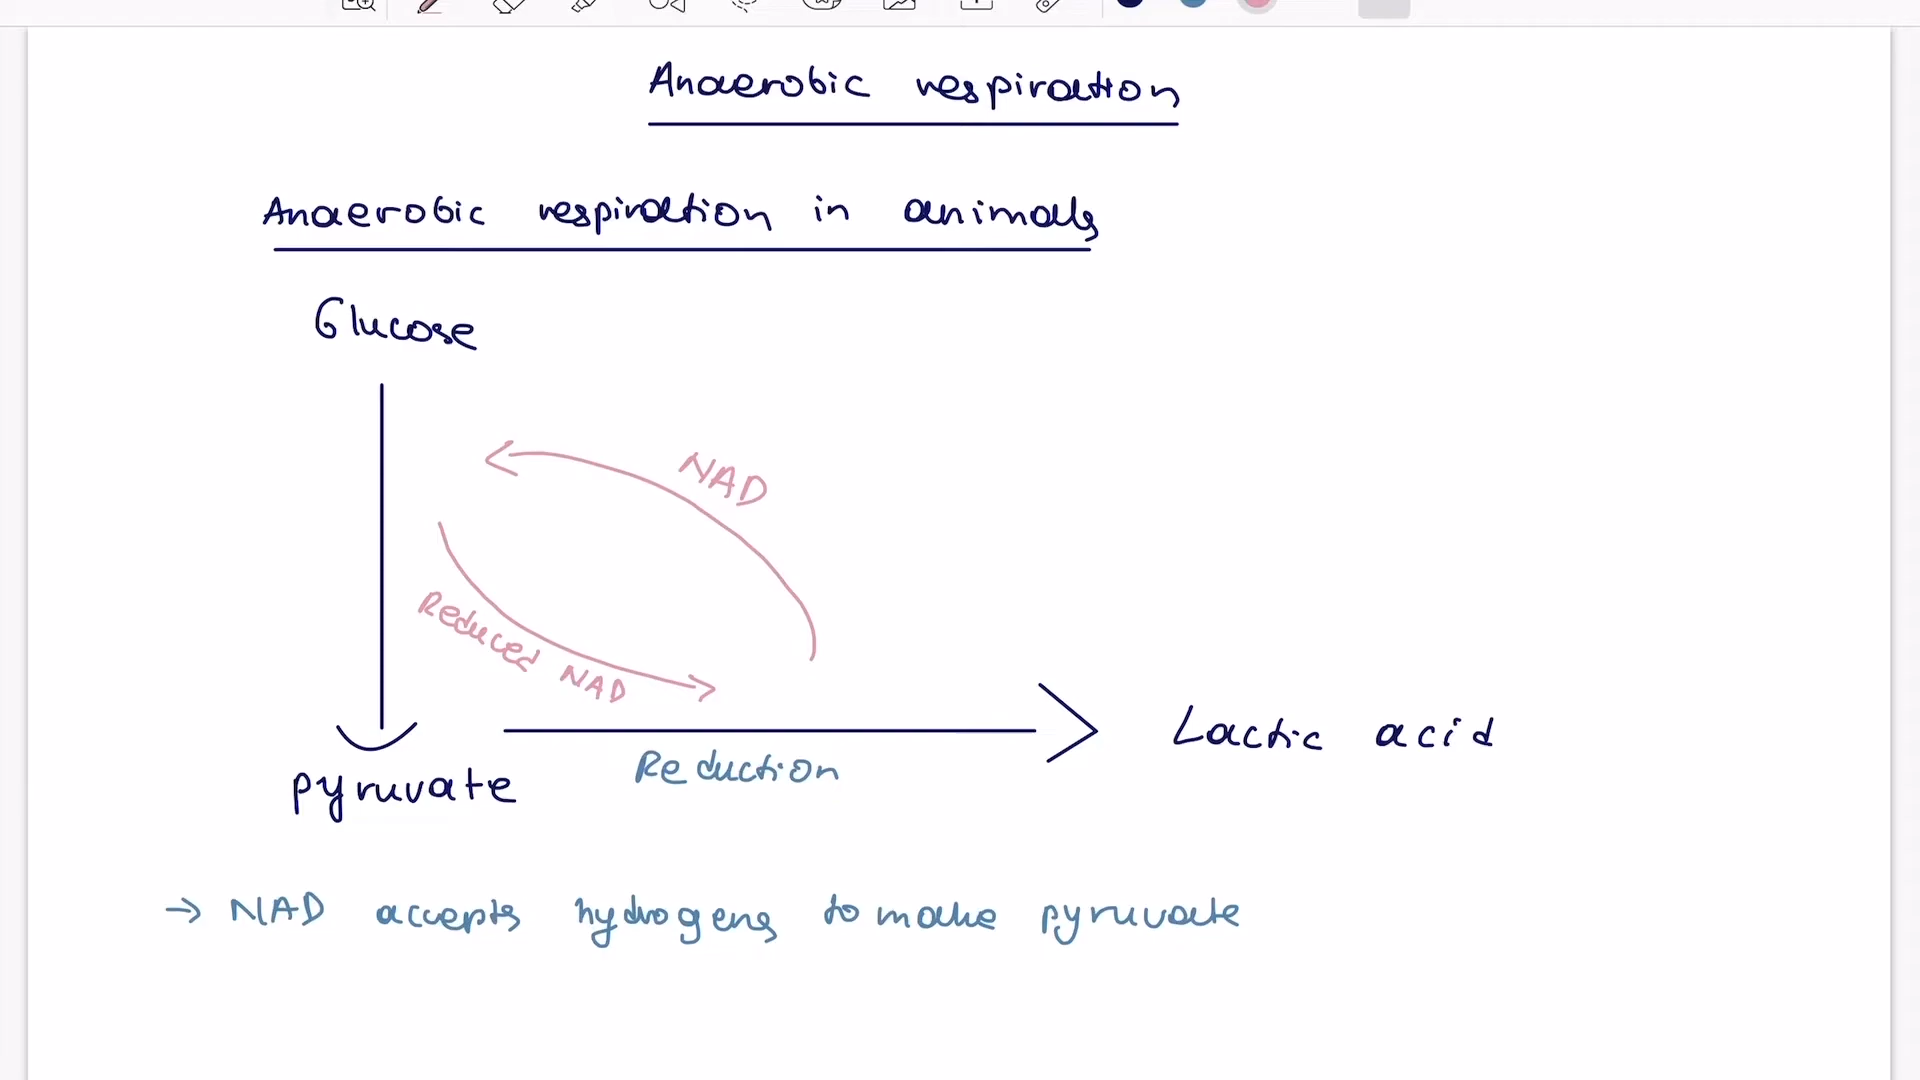 Anaerobic respiration
Anaerobic respiration in animals
Glucose
NAD
Reduced NAD
Reduction
Lactic acid
pyruvate
→ NAD accepts hydrogens to make pyruvate